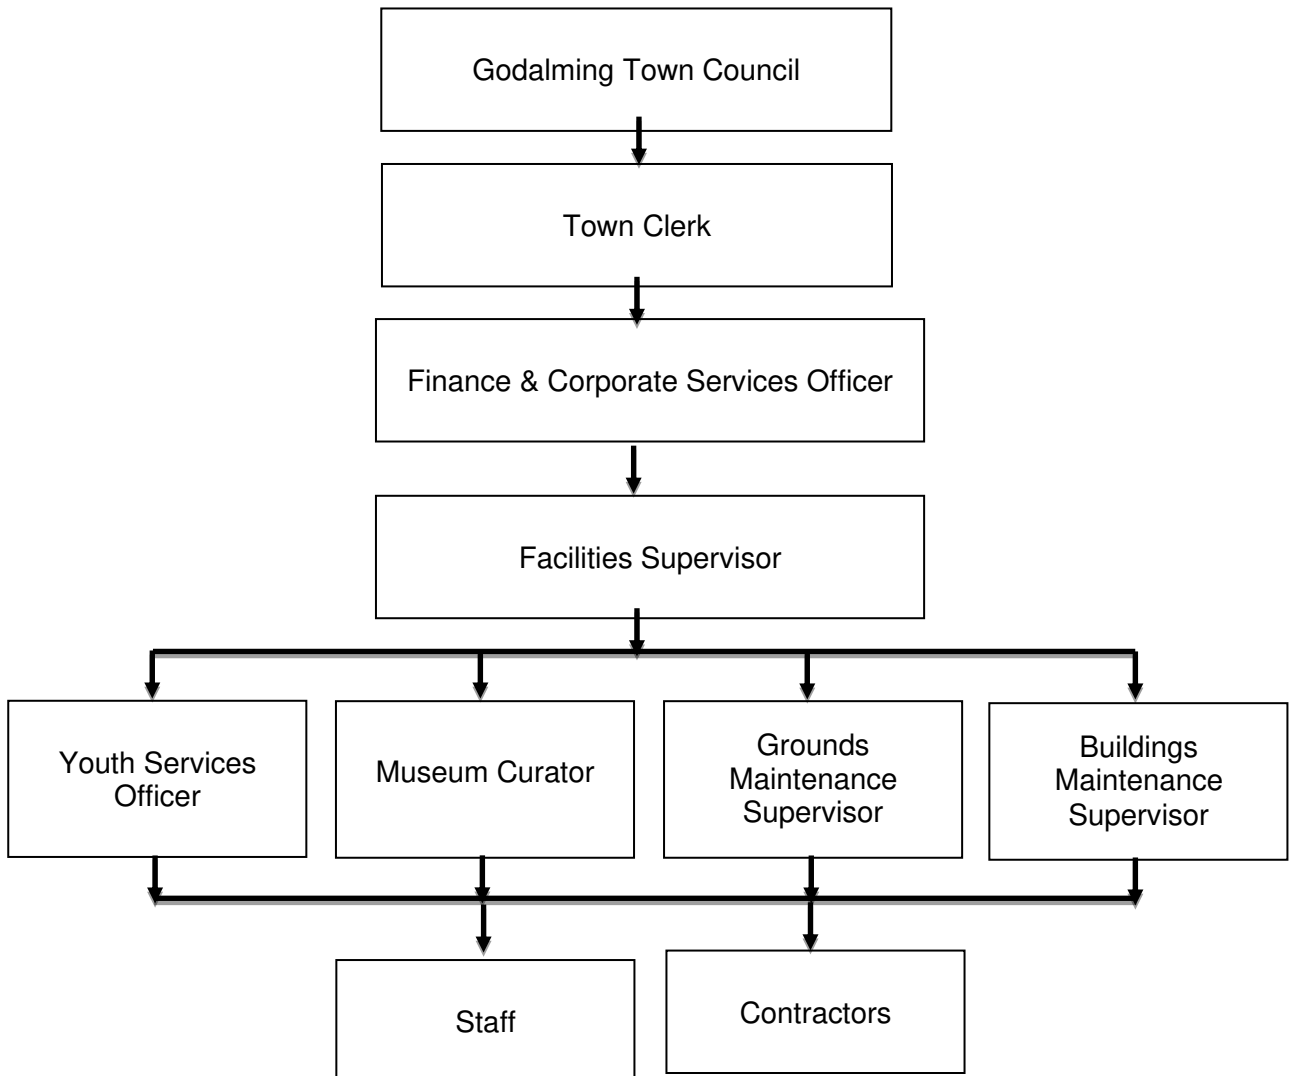 Godalming Town Council
Town Clerk
Finance & Corporate Services Officer
Facilities Supervisor
Youth Services
Officer
Museum Curator
Grounds
Maintenance
Supervisor
Buildings
Maintenance
Supervisor
Staff
Contractors